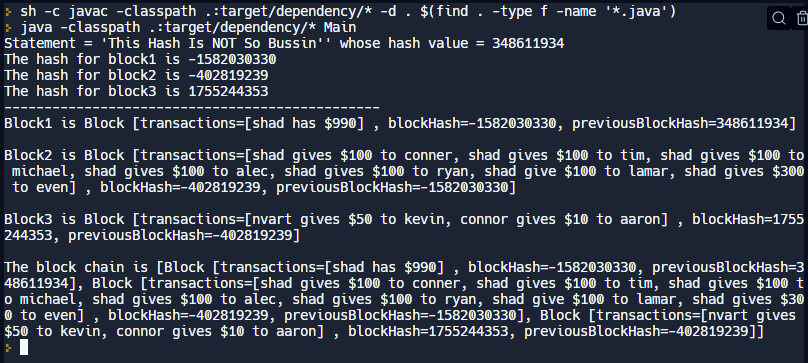 > sh -c javac -classpath .:target/dependency/* -d . $(find . -type f -name '*.java')
> java -classpath .:target/dependency/* Main
Statement = 'This Hash Is NOT So Bussin'' whose hash value = 348611934
The hash for block1 is -1582030330
The hash for block2 is -402819239
The hash for block3 is 1755244353
-----------------------------------------------
Block1 is Block [transactions=[shad has $990] , blockHash=-1582030330, previousBlockHash=348611934]
Block2 is Block [transactions=[shad gives $100 to conner, shad gives $100 to tim, shad gives $100 to
 michael, shad gives $100 to alec, shad gives $100 to ryan, shad give $100 to lamar, shad gives $300
 to even] , blockHash=-402819239, previousBlockHash=-1582030330]
Block3 is Block [transactions=[nvart gives $50 to kevin, connor gives $10 to aaron] , blockHash=1755
244353, previousBlockHash=-402819239]
The block chain is [Block [transactions=[shad has $990] , blockHash=-1582030330, previousBlockHash=3
48611934], Block [transactions=[shad gives $100 to conner, shad gives $100 to tim, shad gives $100 t
o michael, shad gives $100 to alec, shad gives $100 to ryan, shad give $100 to lamar, shad gives $30
0 to even] , blockHash=-402819239, previousBlockHash=-1582030330], Block [transactions=[nvart gives
$50 to kevin, connor gives $10 to aaron] , blockHash=1755244353, previousBlockHash=-402819239]]
>